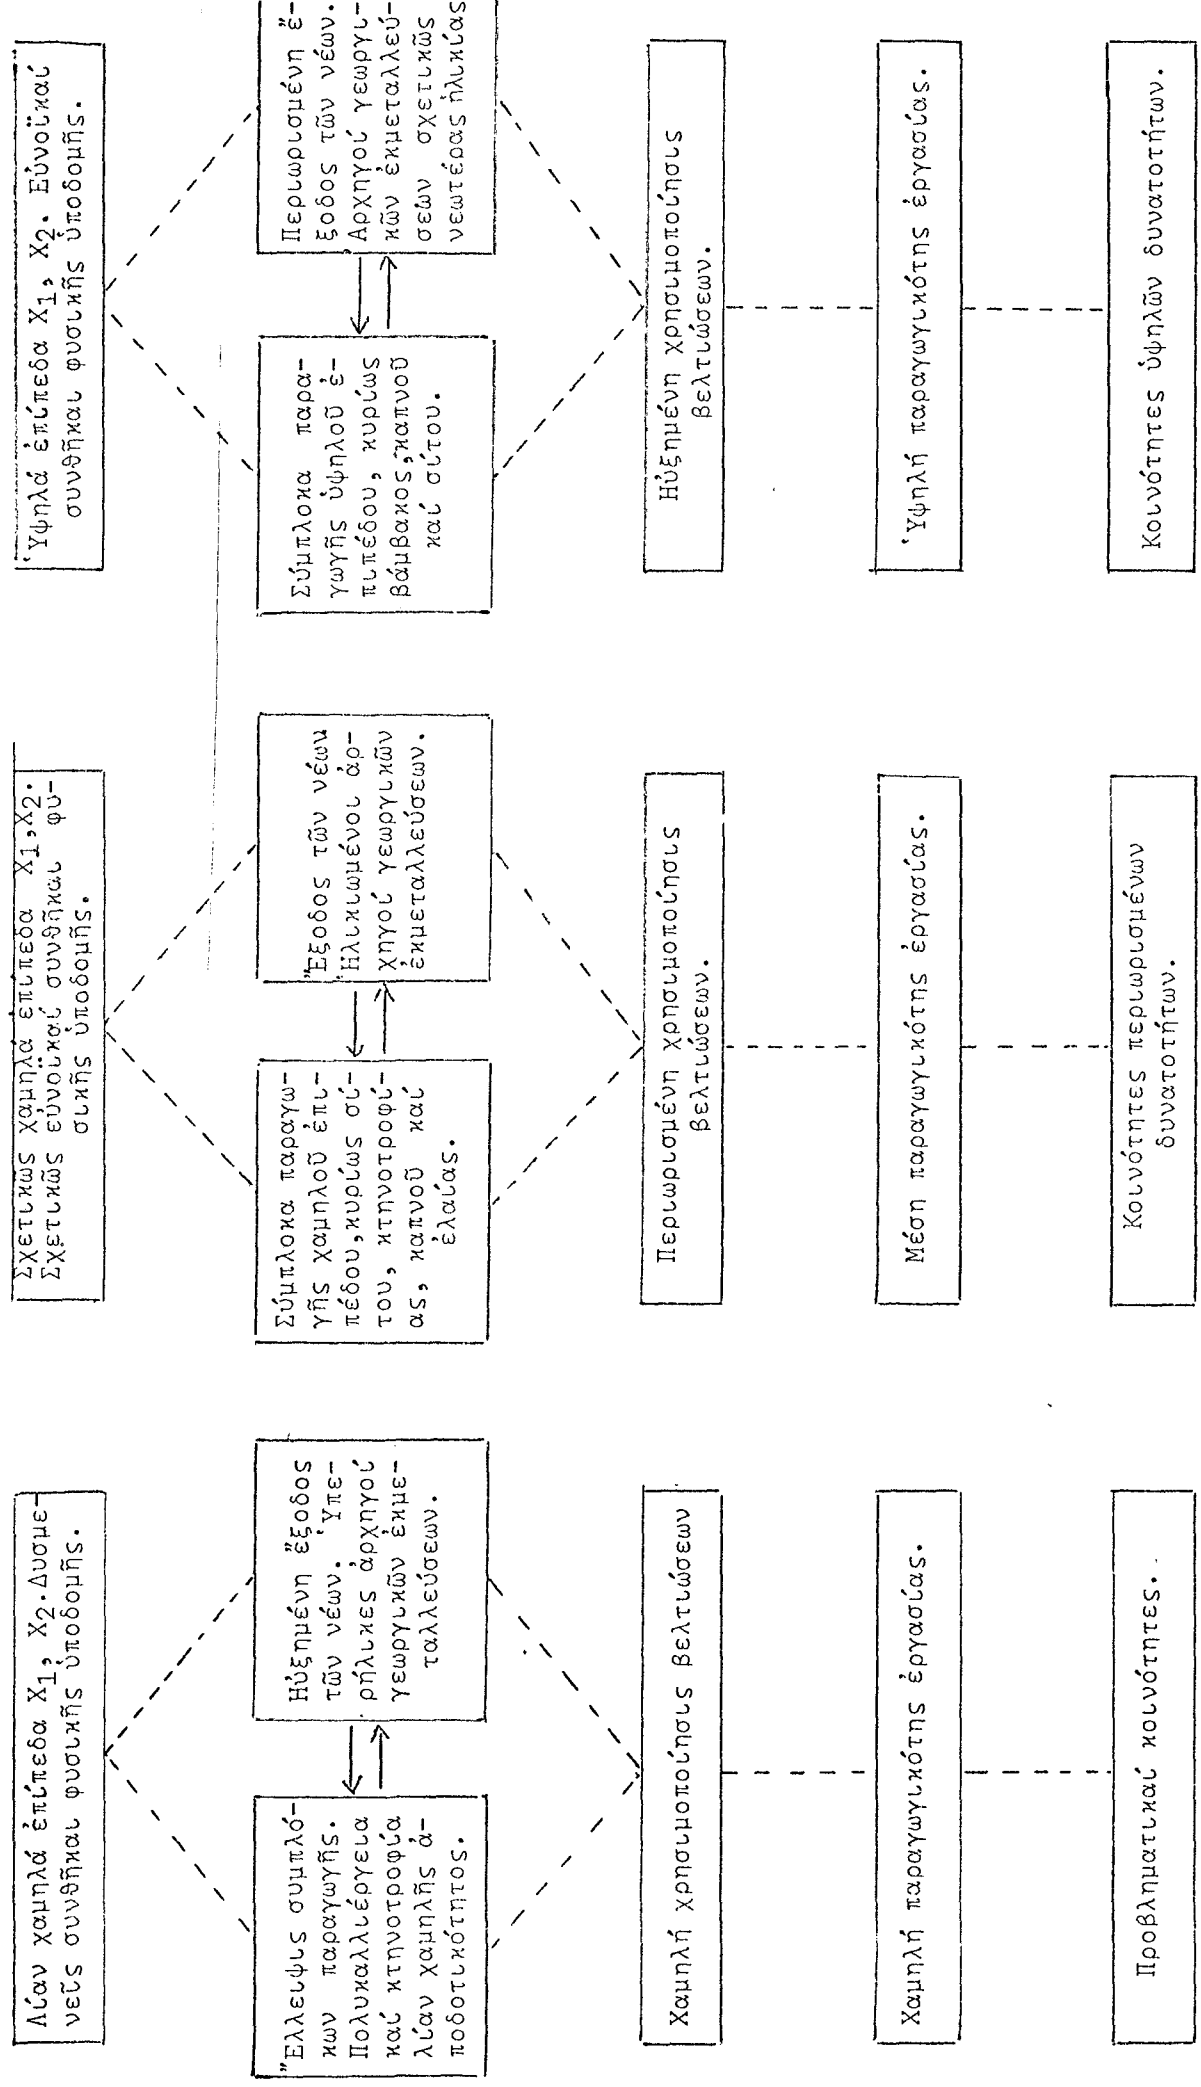 Λίαν χαμηλά ἐπίπεδα X1, X2. Δυσμε-
νεῖς συνθῆκαι φυσικῆς ὑποδομῆς.
Ἔλλειψις συμπλό-
κων παραγωγῆς.
Πολυκαλλιέργεια
καί κτηνοτροφία
λίαν χαμηλῆς ἀ-
ποδοτικότητος.
Ηὐξημένη ἔξοδος
τῶν νέων. Ὑπε-
ρήλικες ἀρχηγοί
γεωργικῶν ἐκμε-
ταλλεύσεων.
Χαμηλή χρησιμοποίησις βελτιώσεων
Χαμηλή παραγωγικότης ἐργασίας.
Προβληματικαί κοινότητες.
Σχετικῶς χαμηλά ἐπίπεδα X1,X2.
Σχετικῶς εὐνοϊκαί συνθῆκαι φυ-
σικῆς ὑποδομῆς.
Σύμπλοκα παραγω-
γῆς χαμηλοῦ ἐπι-
πέδου,κυρίως σί-
του, κτηνοτροφί-
ας, καπνοῦ καί
ἐλαίας.
Ἔξοδος τῶν νέων
Ἡλικιωμένοι ἀρ-
χηγοί γεωργικῶν
ἐκμεταλλεύσεων.
Περιωρισμένη χρησιμοποίησις
βελτιώσεων.
Μέση παραγωγικότης ἐργασίας.
Κοινότητες περιωρισμένων
δυνατοτήτων.
Ὑψηλά ἐπίπεδα X1, X2. Εὐνοϊκαί
συνθῆκαι φυσικῆς ὑποδομῆς.
Σύμπλοκα παρα-
γωγῆς ὑψηλοῦ ἐ-
πιπέδου, κυρίως
βάμβακος,καπνοῦ
καί σίτου.
Περιωρισμένη ἔ-
ξοδος τῶν νέων.
Ἀρχηγοί γεωργι-
κῶν ἐκμεταλλεύ-
σεών σχετικῶς
νεωτέρας ἡλικίας
Ηὐξημένη χρησιμοποίησις
βελτιώσεων.
Ὑψηλή παραγωγικότης ἐργασίας.
Κοινότητες ὑψηλῶν δυνατοτήτων.